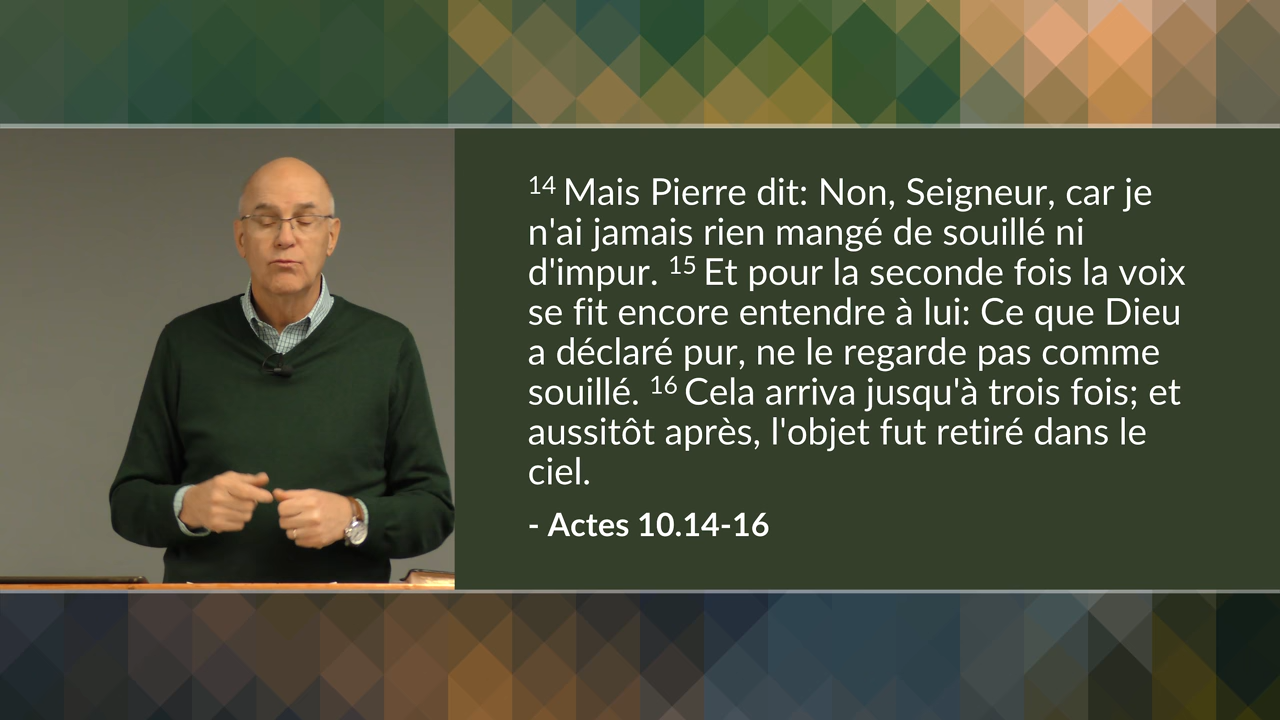 14 Mais Pierre dit: Non, Seigneur, car je
n'ai jamais rien mangé de souillé ni
d'impur. 15 Et pour la seconde fois la voix
se fit encore entendre à lui: Ce que Dieu
a déclaré pur, ne le regarde pas comme
souillé. 16 Cela arriva jusqu'à trois fois; et
aussitôt après, l'objet fut retiré dans le
ciel.
- Actes 10.14-16